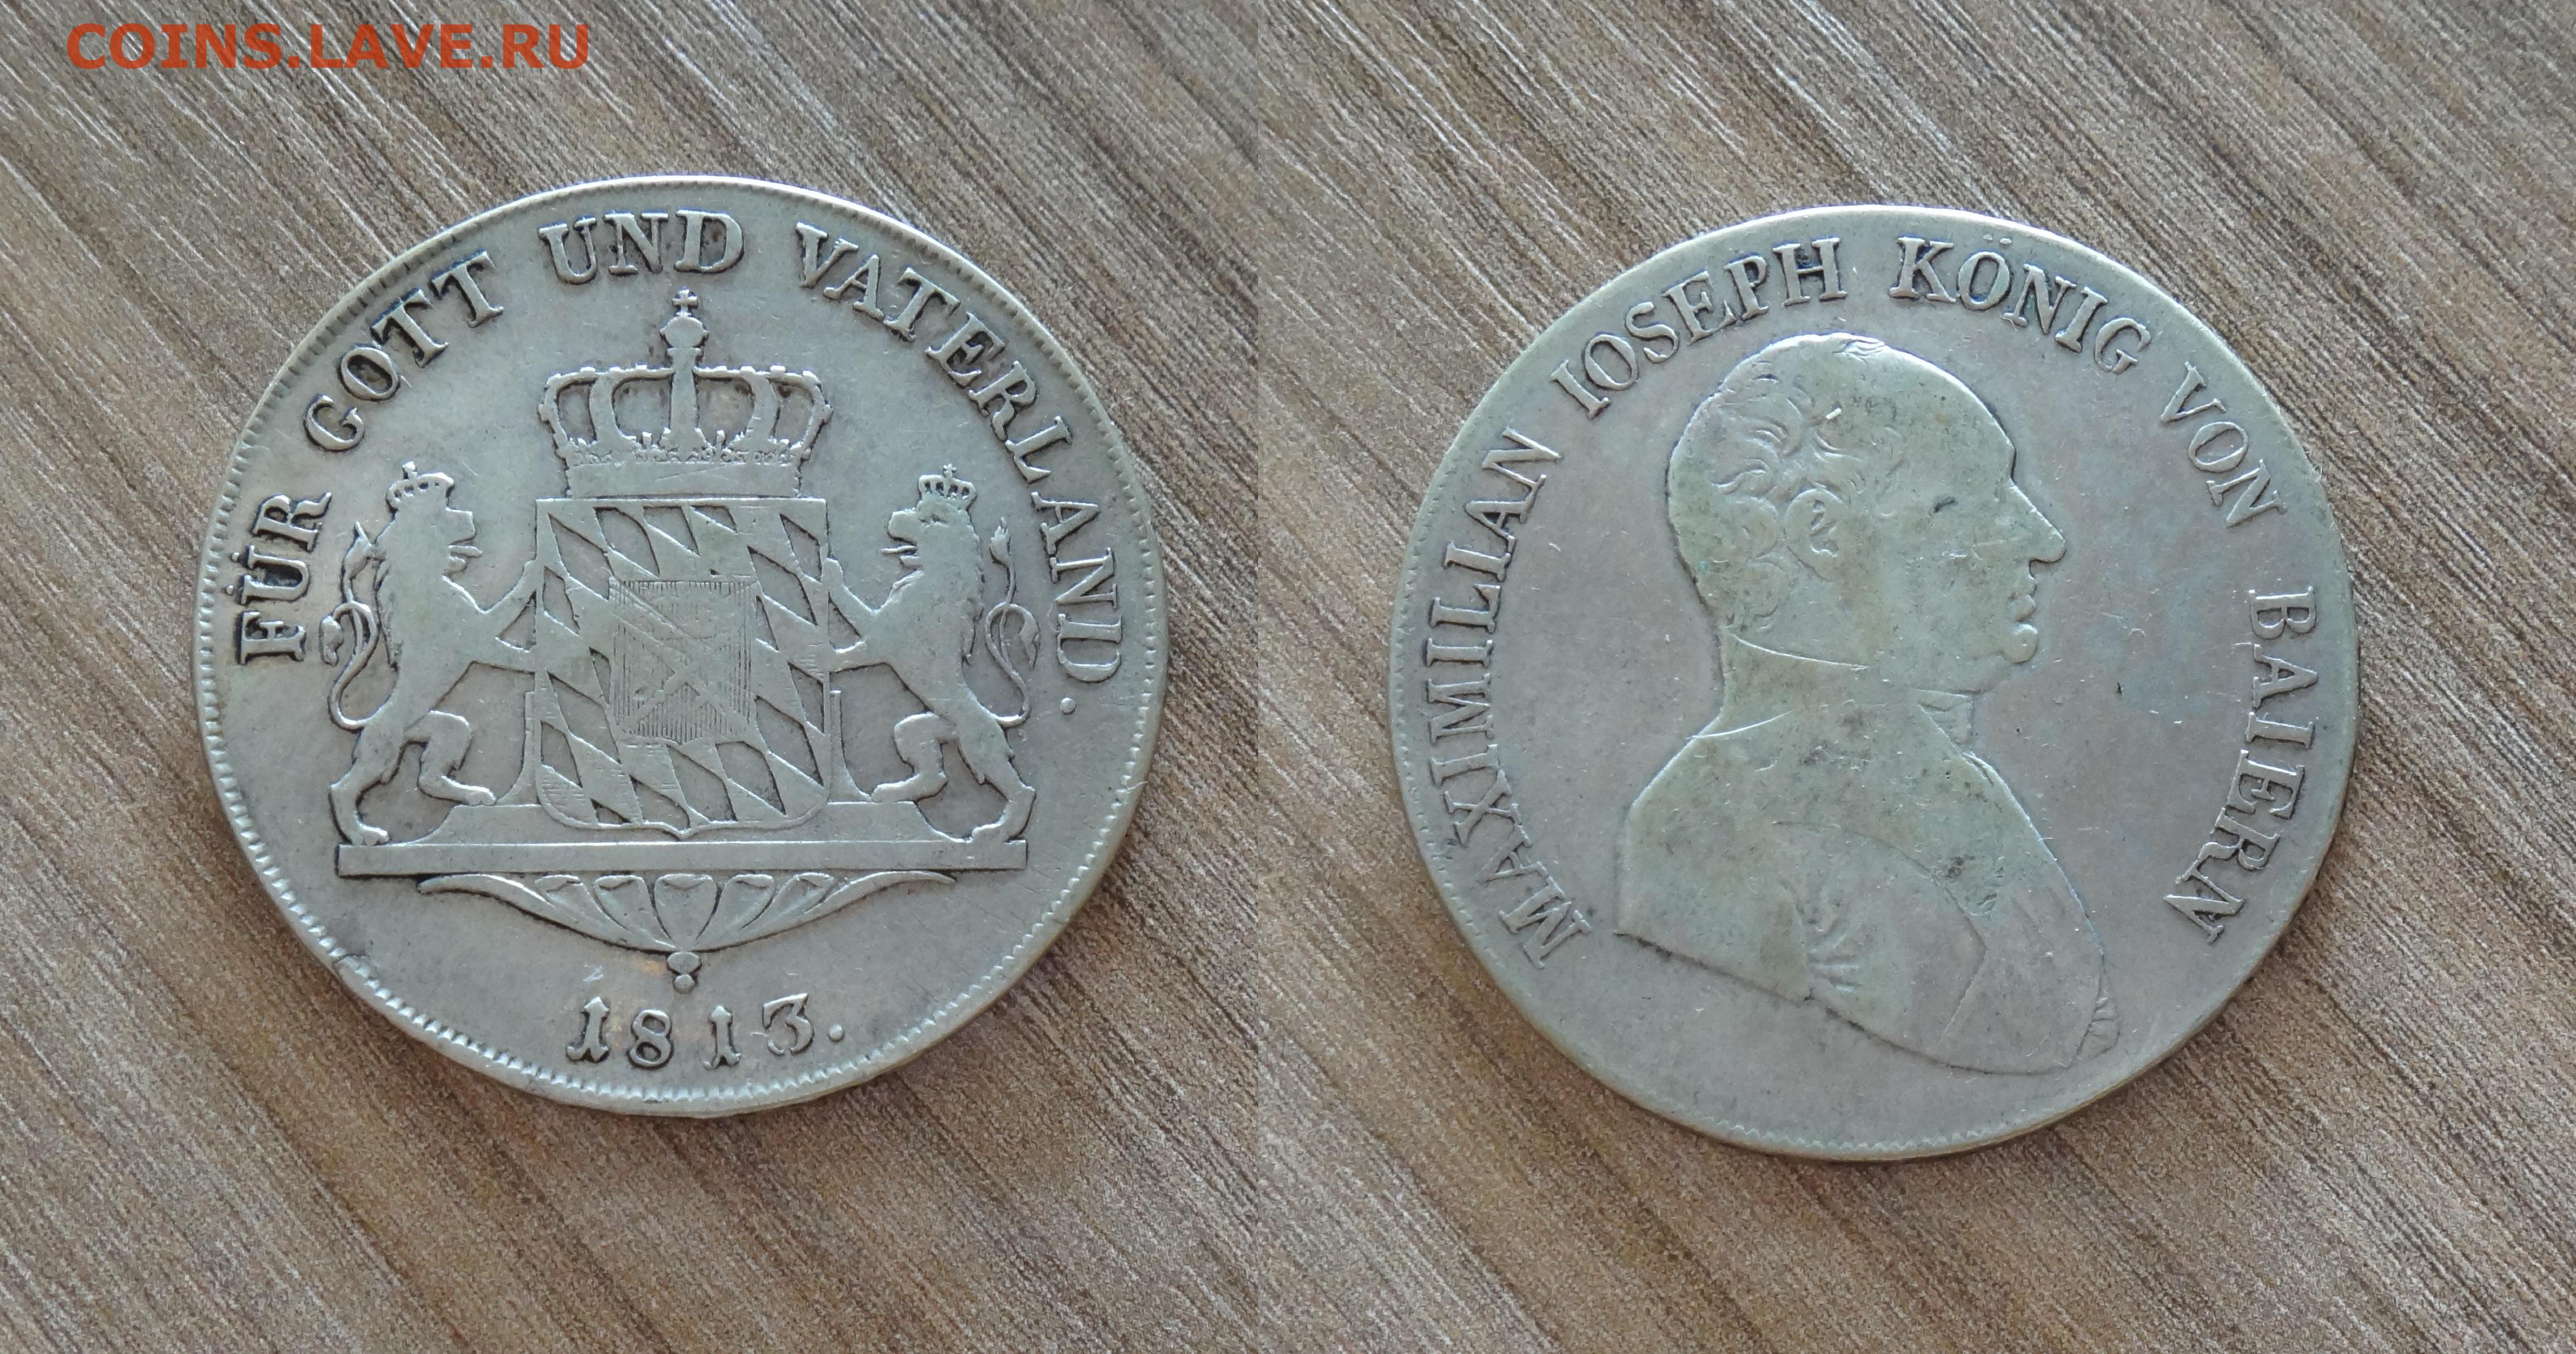 COINS.LAVE.RU
FÜR GOTT UND VATERLAND.
1813.
MAXIMILIAN IOSEPH KÖNIG VON BAIERN